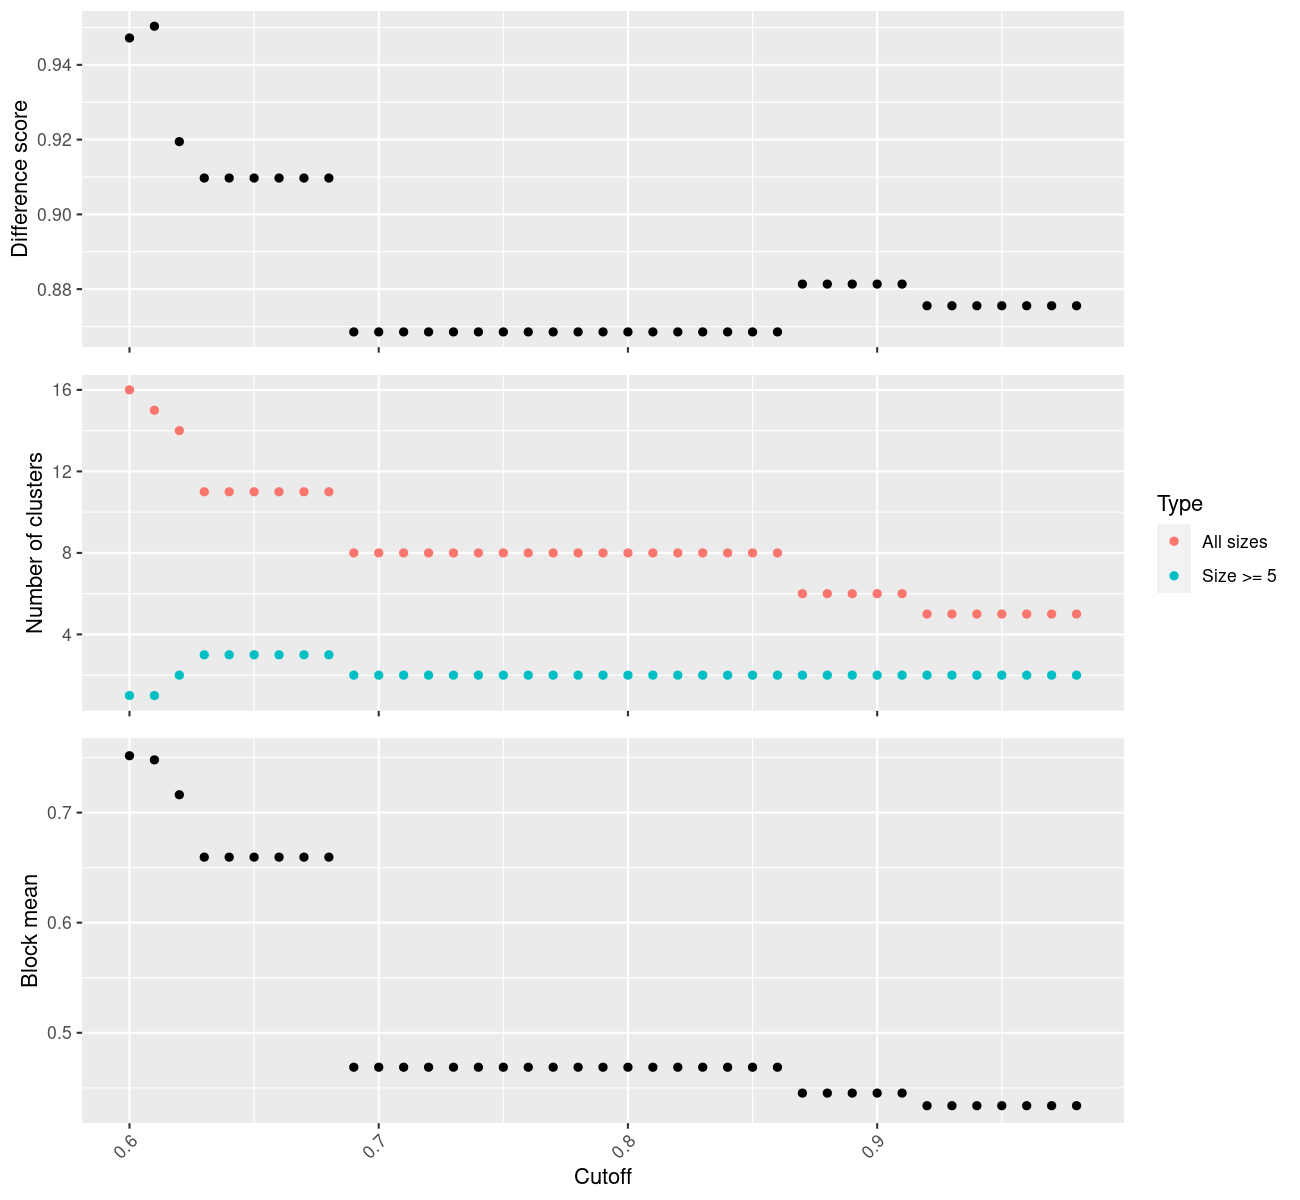 Difference score
0.94
0.92
0.90
0.88
Number of clusters
16
12
8
4
Type
All sizes
Size >= 5
Block mean
0.7
0.6
0.5
0.6
0.7
0.8
0.9
Cutoff